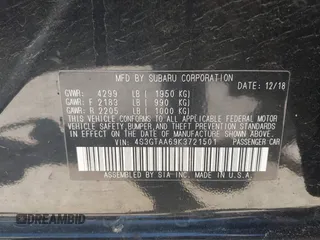 MFD BY SUBARU CORPORATION 12/18
GVWR: 4299 LB (1950 KG)
GAWR: F 2183 LB (990 KG)
GAWR: R 2205 LB (1000 KG)
THIS VEHICLE CONFORMS TO ALL APPLICABLE FEDERAL MOTOR VEHICLE
SAFETY, BUMPER, AND THEFT PREVENTION STANDARDS
IN EFFECT ON THE DATE OF MANUFACTURE SHOWN ABOVE.
VIN: 4S3GTAA69K3721501 PASSENGER CAR
ASSEMBLED BY SIA INC. MADE IN U.S.A.
CARANDBID